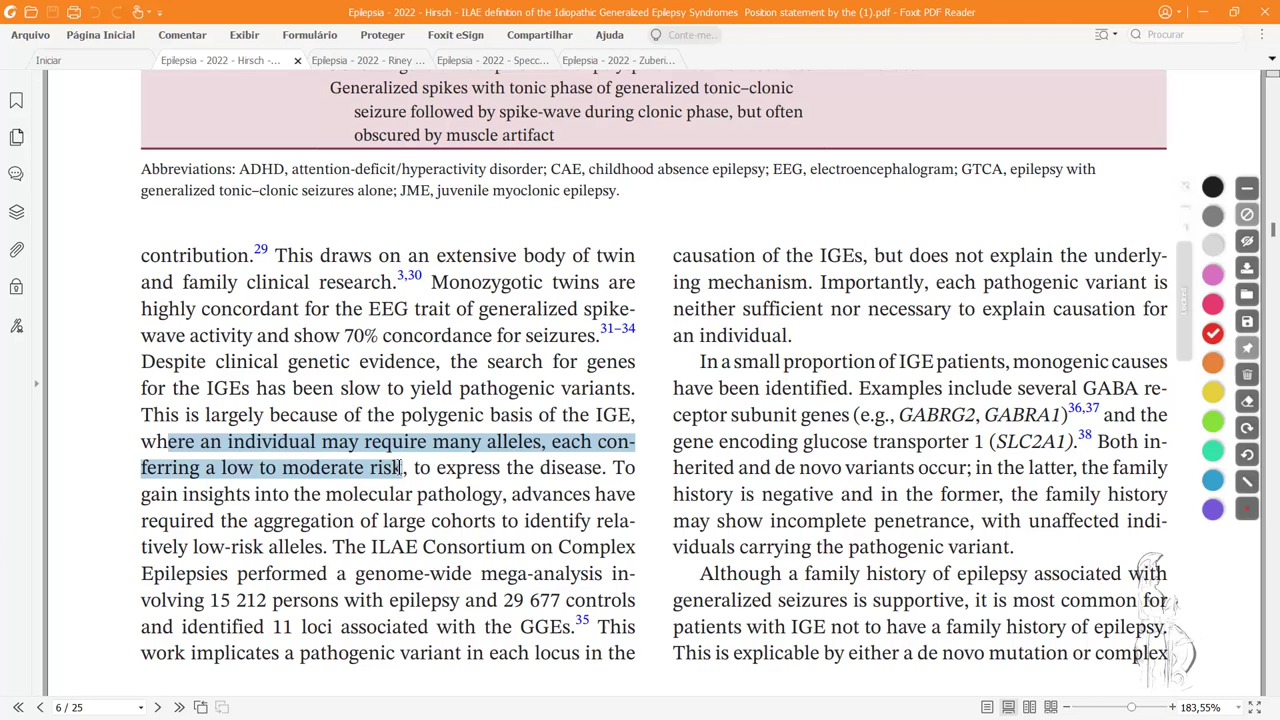 Epilepsia - 2022 - Hirsch - ILAE definition of the Idiopathic Generalized Epilepsy Syndromes  Position statement by the (1).pdf - Foxit PDF Reader
Arquivo Página Inicial Comentar Exibir Formulário Proteger Foxit eSign Compartilhar Ajuda Conte-me... Procurar
Iniciar Epilepsia - 2022 - Hirsch -... Epilepsia - 2022 - Riney ... Epilepsia - 2022 - Specc... Epilepsia - 2022 - Zuberi...
Generalized spikes with tonic phase of generalized tonic–clonic
seizure followed by spike-wave during clonic phase, but often
obscured by muscle artifact
Abbreviations: ADHD, attention-deficit/hyperactivity disorder; CAE, childhood absence epilepsy; EEG, electroencephalogram; GTCA, epilepsy with
generalized tonic–clonic seizures alone; JME, juvenile myoclonic epilepsy.
contribution.29 This draws on an extensive body of twin
and family clinical research.3,30 Monozygotic twins are
highly concordant for the EEG trait of generalized spike-
wave activity and show 70% concordance for seizures.31–34
Despite clinical genetic evidence, the search for genes
for the IGEs has been slow to yield pathogenic variants.
This is largely because of the polygenic basis of the IGE,
where an individual may require many alleles, each con-
ferring a low to moderate risk, to express the disease. To
gain insights into the molecular pathology, advances have
required the aggregation of large cohorts to identify rela-
tively low-risk alleles. The ILAE Consortium on Complex
Epilepsies performed a genome-wide mega-analysis in-
volving 15 212 persons with epilepsy and 29 677 controls
and identified 11 loci associated with the GGEs.35 This
work implicates a pathogenic variant in each locus in the
causation of the IGEs, but does not explain the underly-
ing mechanism. Importantly, each pathogenic variant is
neither sufficient nor necessary to explain causation for
an individual.
In a small proportion of IGE patients, monogenic causes
have been identified. Examples include several GABA re-
ceptor subunit genes (e.g., GABRG2, GABRA1)36,37 and the
gene encoding glucose transporter 1 (SLC2A1).38 Both in-
herited and de novo variants occur; in the latter, the family
history is negative and in the former, the family history
may show incomplete penetrance, with unaffected indi-
viduals carrying the pathogenic variant.
Although a family history of epilepsy associated with
generalized seizures is supportive, it is most common for
patients with IGE not to have a family history of epilepsy.
This is explicable by either a de novo mutation or complex
6 / 25 183,55%